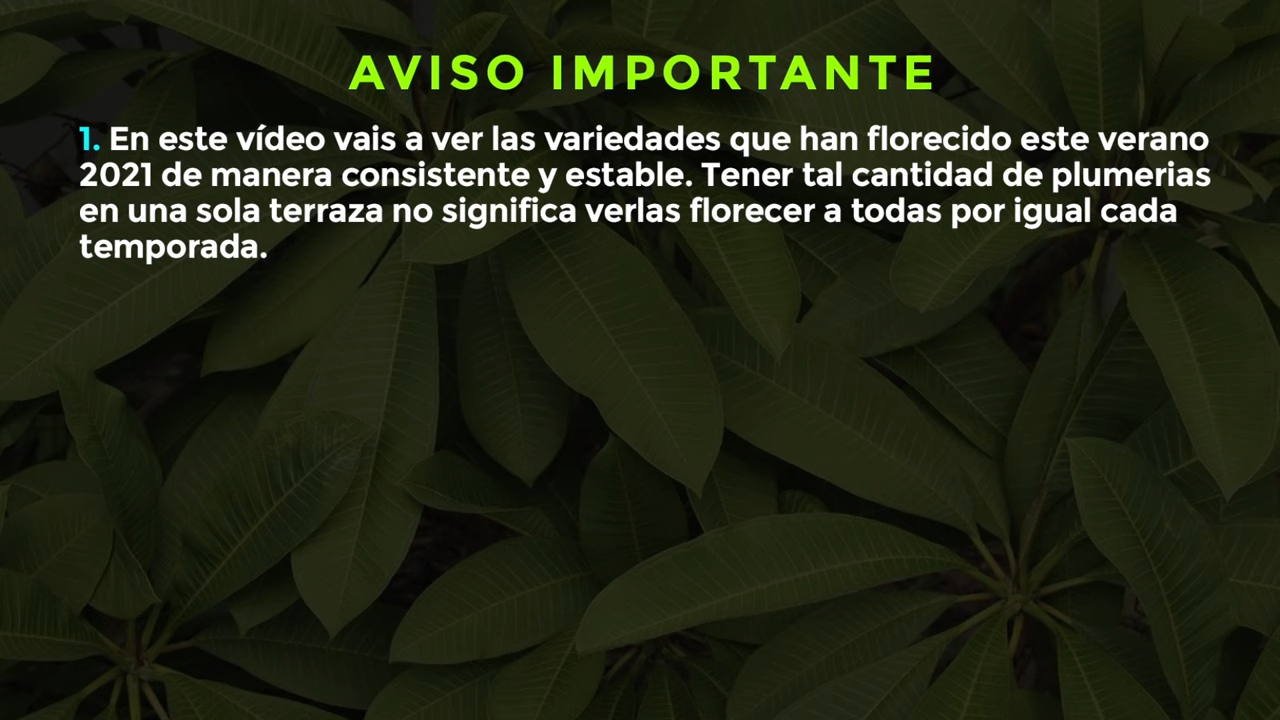 AVISO IMPORTANTE
1. En este vídeo vais a ver las variedades que han florecido este verano
2021 de manera consistente y estable. Tener tal cantidad de plumerias
en una sola terraza no significa verlas florecer a todas por igual cada
temporada.